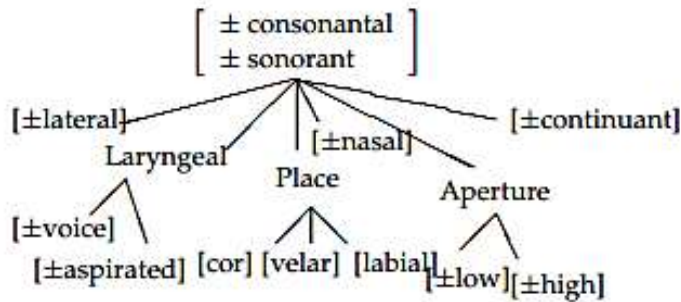 ± consonantal
± sonorant
[±lateral] [±continuant]
Laryngeal [±nasal]
Place Aperture
[±voice]
[±aspirated] [cor] [velar] [labial] [±low] [±high]